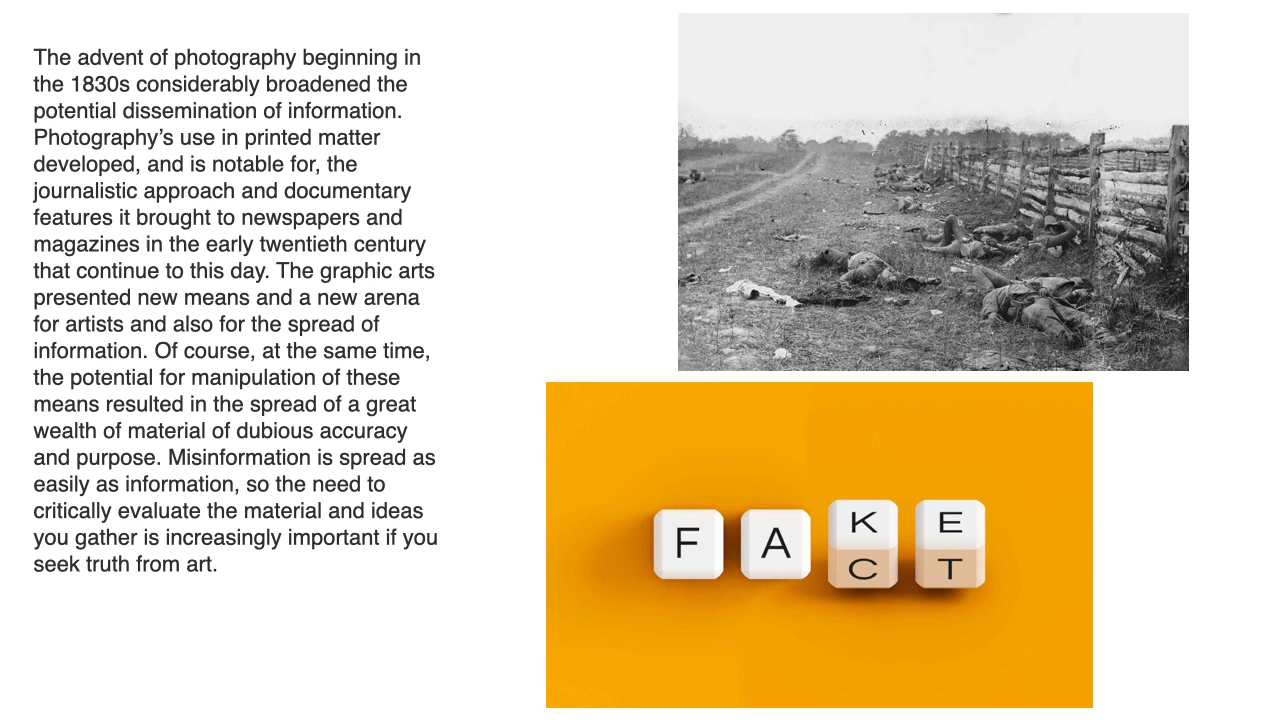 The advent of photography beginning in
the 1830s considerably broadened the
potential dissemination of information.
Photography’s use in printed matter
developed, and is notable for, the
journalistic approach and documentary
features it brought to newspapers and
magazines in the early twentieth century
that continue to this day. The graphic arts
presented new means and a new arena
for artists and also for the spread of
information. Of course, at the same time,
the potential for manipulation of these
means resulted in the spread of a great
wealth of material of dubious accuracy
and purpose. Misinformation is spread as
easily as information, so the need to
critically evaluate the material and ideas
you gather is increasingly important if you
seek truth from art.
F A K E
C T